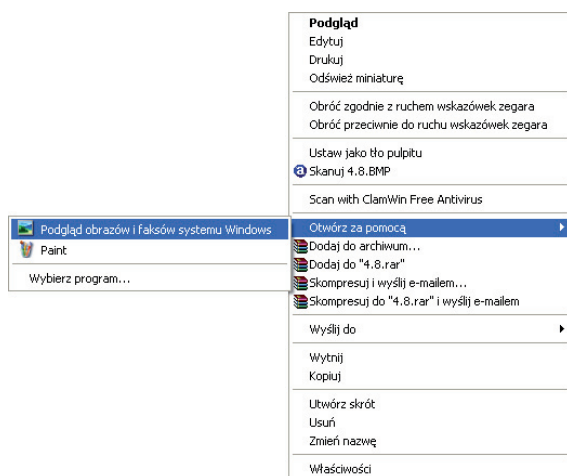 Podgląd
Edytuj
Drukuj
Odśwież miniaturę
Obróć zgodnie z ruchem wskazówek zegara
Obróć przeciwnie do ruchu wskazówek zegara
Ustaw jako tło pulpitu
Skanuj 4.8.BMP
Scan with ClamWin Free Antivirus
Otwórz za pomocą
Podgląd obrazów i faksów systemu Windows
Paint
Wybierz program...
Dodaj do archiwum...
Dodaj do "4.8.rar"
Skompresuj i wyślij e-mailem...
Skompresuj do "4.8.rar" i wyślij e-mailem
Wyślij do
Wytnij
Kopiuj
Utwórz skrót
Usuń
Zmień nazwę
Właściwości